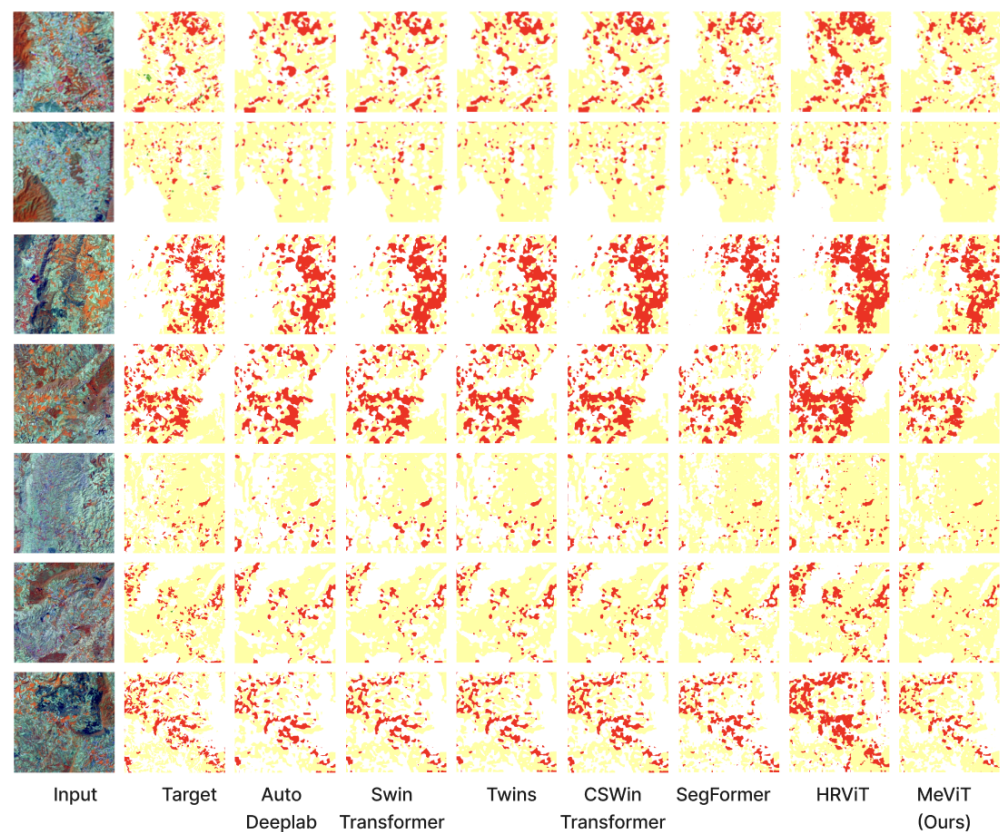 Input Target Auto Swin Twins CSWin SegFormer HRViT MeViT
Deeplab Transformer Transformer (Ours)